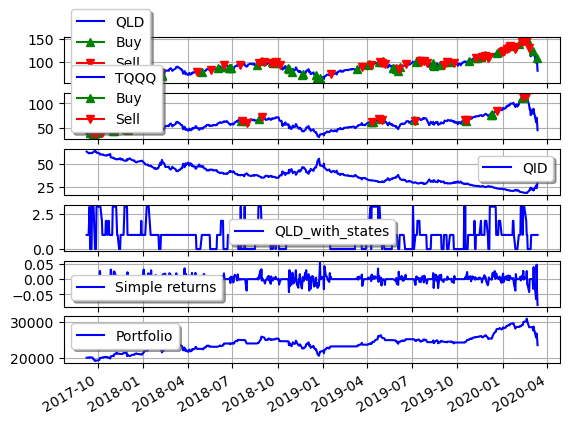 QLD
Buy
Sell
150
100
TQQQ
Buy
Sell
100
50
QID
50
25
QLD_with_states
2.5
0.0
Simple returns
0.05
0.00
−0.05
Portfolio
30000
20000
2017-10 2018-01 2018-04 2018-07 2018-10 2019-01 2019-04 2019-07 2019-10 2020-01 2020-04